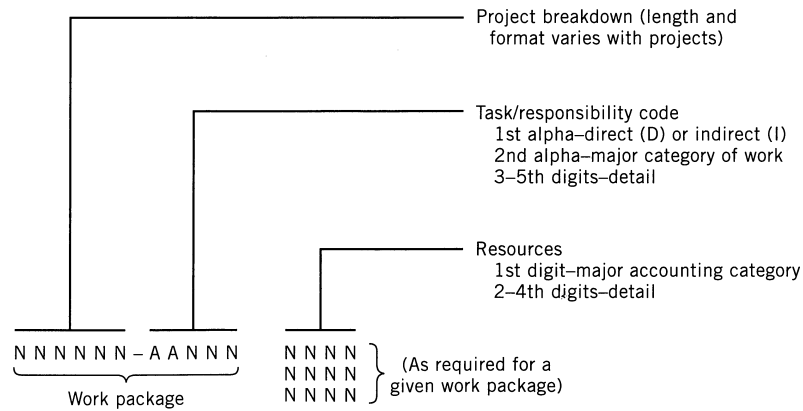 Project breakdown (length and
format varies with projects)
Task/responsibility code
1st alpha–direct (D) or indirect (I)
2nd alpha–major category of work
3–5th digits–detail
Resources
1st digit–major accounting category
2–4th digits–detail
N N N N N N – A A N N N
Work package
N N N N
N N N N
N N N N
(As required for a
given work package)